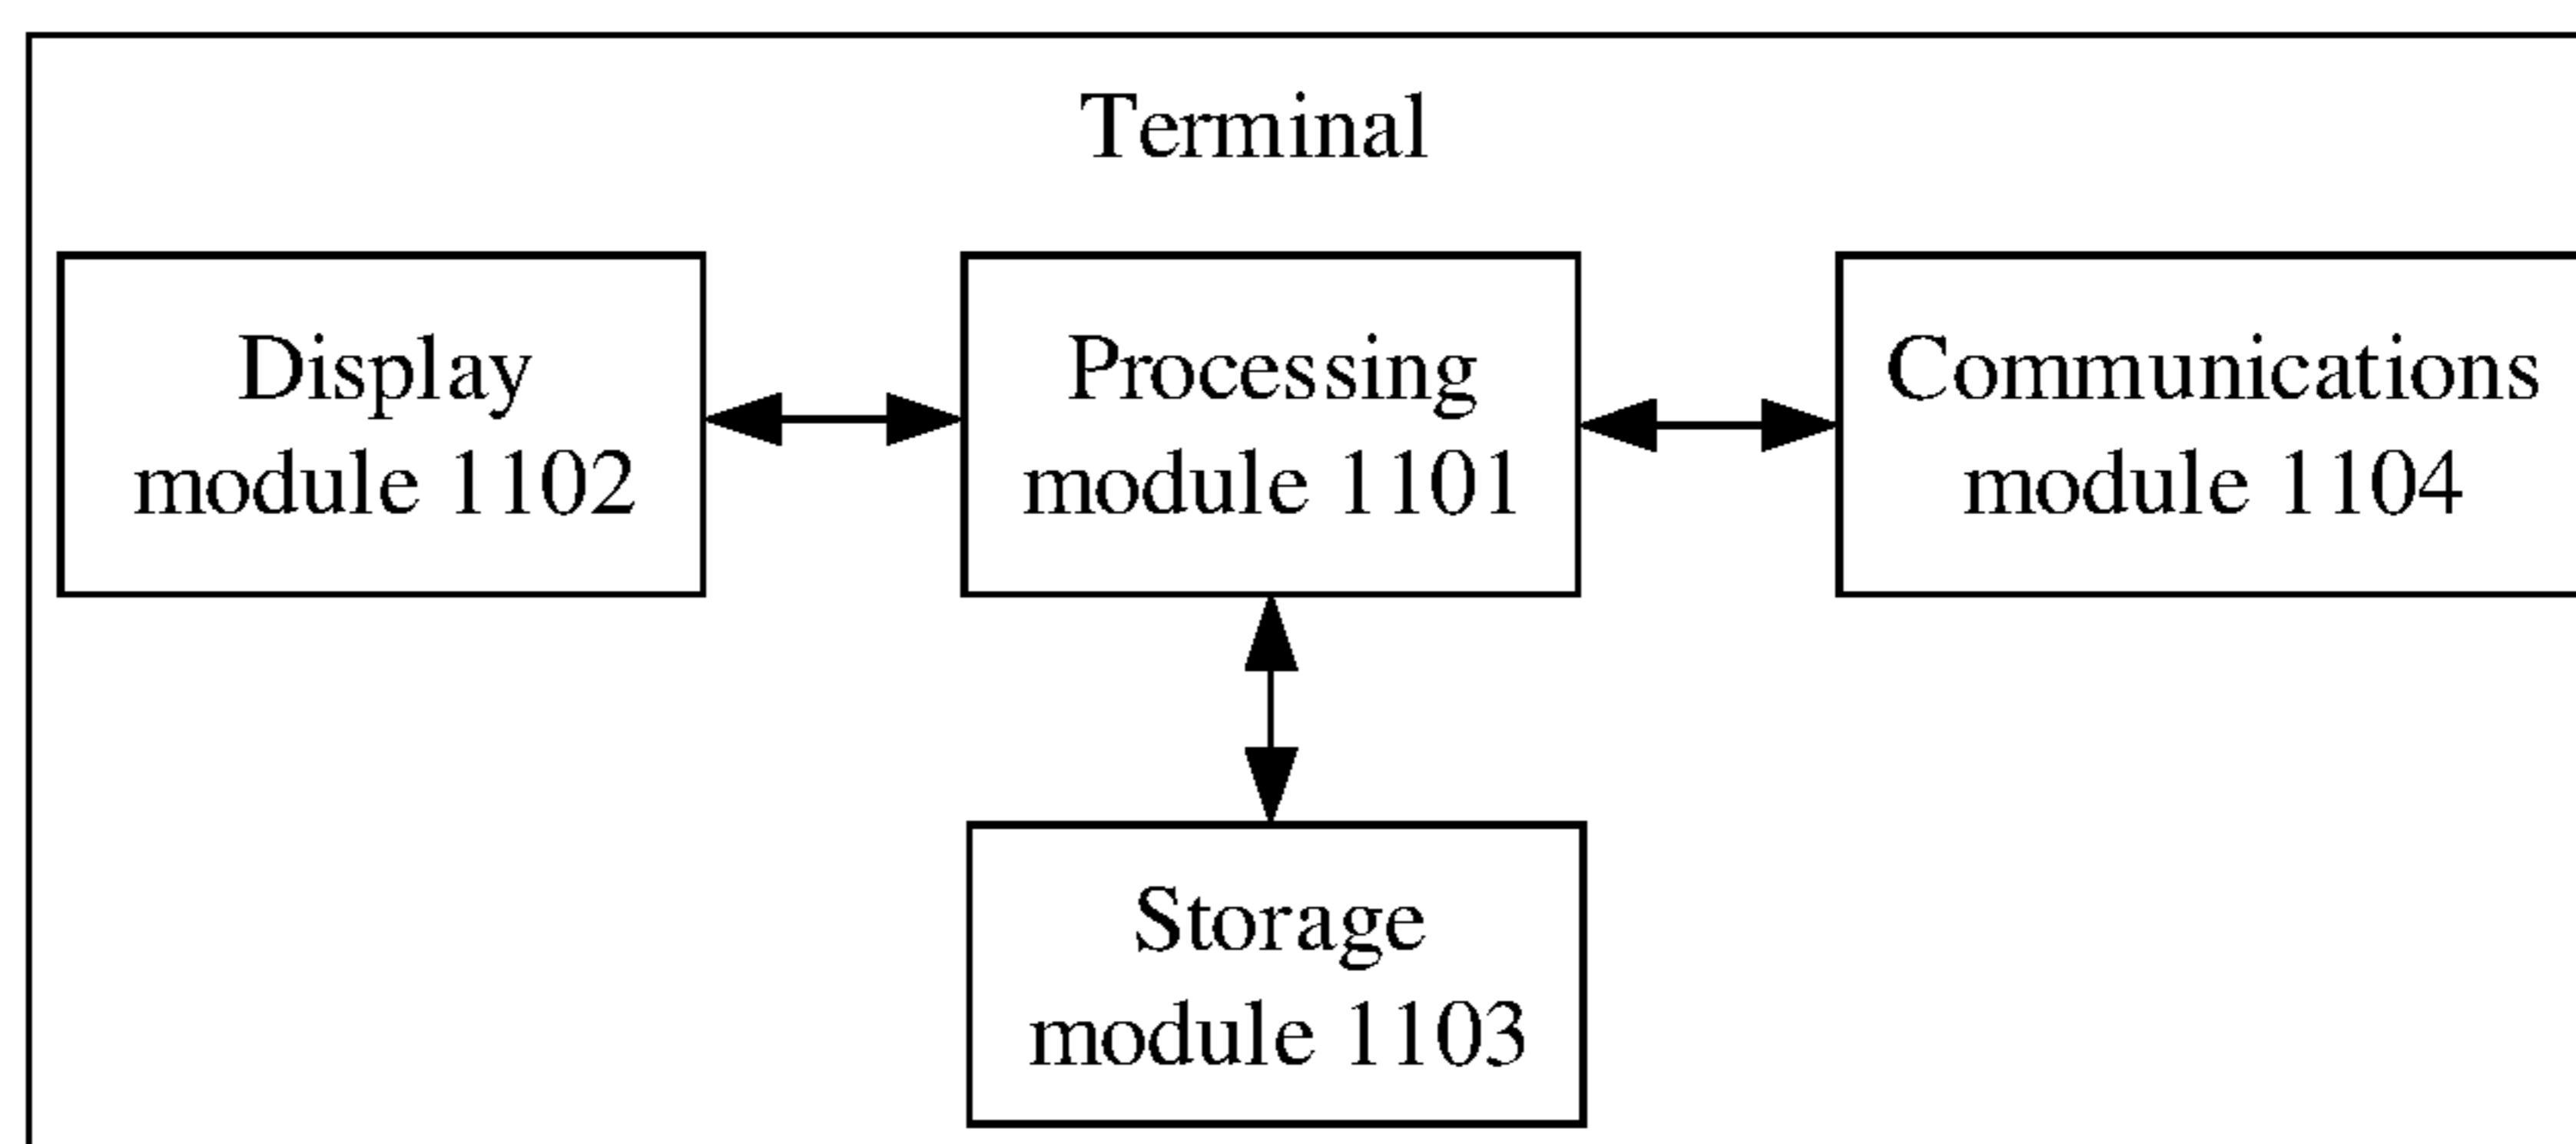 Terminal
Display
module 1102
Processing
module 1101
Communications
module 1104
Storage
module 1103